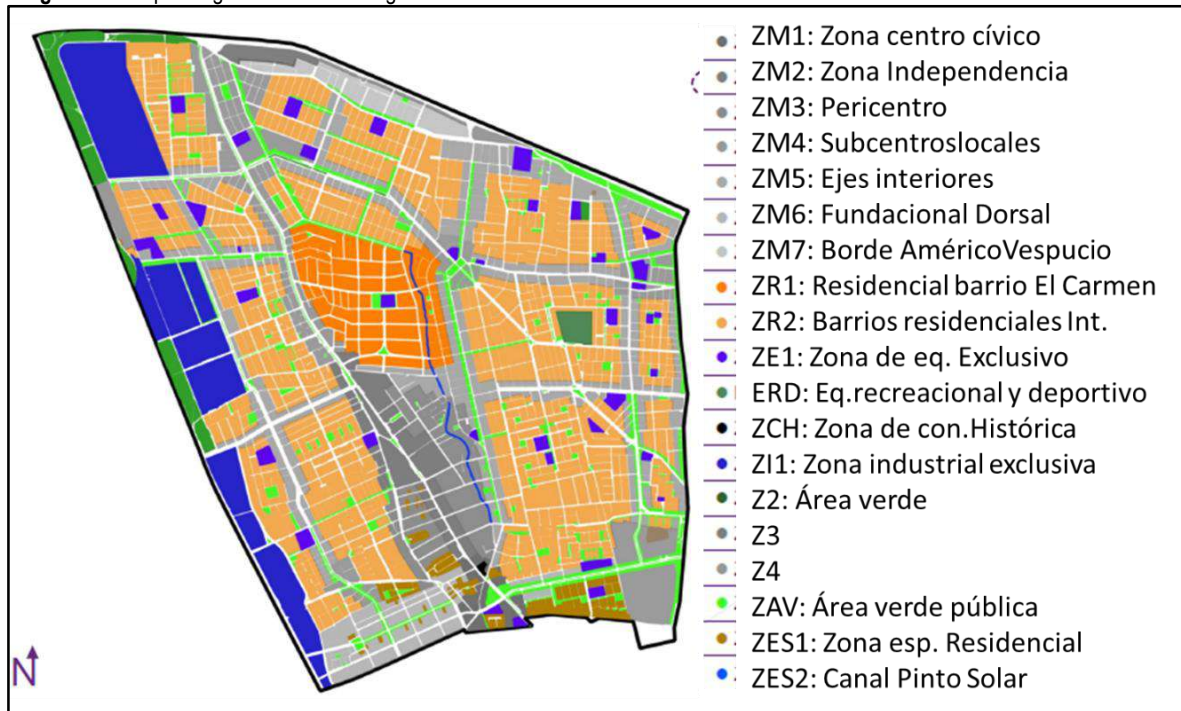 ZM1: Zona centro cívico
ZM2: Zona Independencia
ZM3: Pericentro
ZM4: Subcentroslocales
ZM5: Ejes interiores
ZM6: Fundacional Dorsal
ZM7: Borde AméricoVespucio
ZR1: Residencial barrio El Carmen
ZR2: Barrios residenciales Int.
ZE1: Zona de eq. Exclusivo
ERD: Eq.recreacional y deportivo
ZCH: Zona de con.Histórica
ZI1: Zona industrial exclusiva
Z2: Área verde
Z3
Z4
ZAV: Área verde pública
ZES1: Zona esp. Residencial
ZES2: Canal Pinto Solar
N